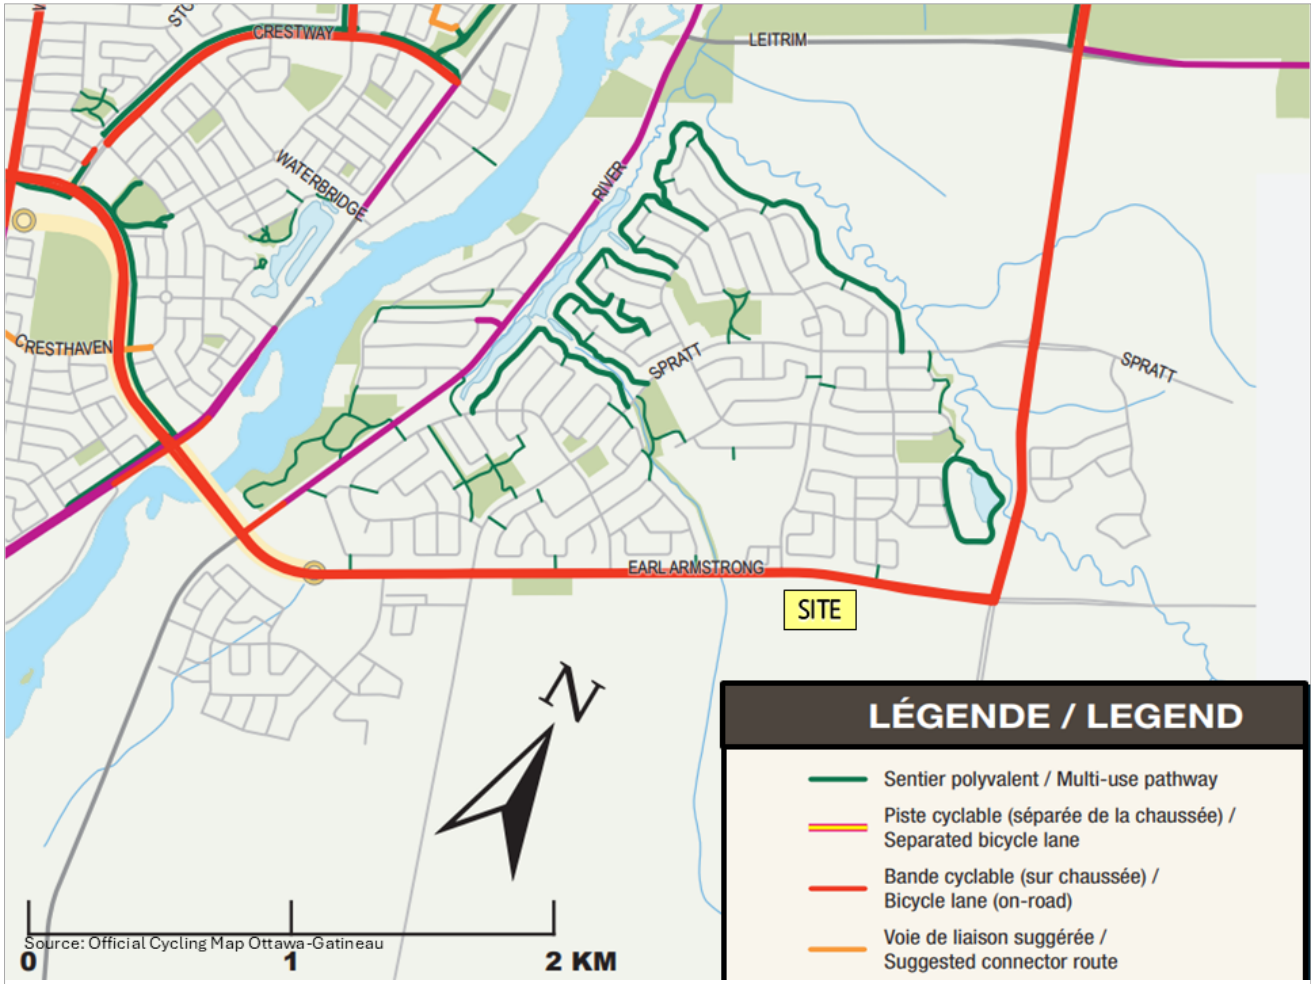 STO
CRESTWAY
LEITRIM
WATERBRIDGE
RIVER
CRESTHAVEN
SPRATT
SPRATT
EARL ARMSTRONG
SITE
N
LÉGENDE / LEGEND
Sentier polyvalent / Multi-use pathway
Piste cyclable (séparée de la chaussée) /
Separated bicycle lane
Bande cyclable (sur chaussée) /
Bicycle lane (on-road)
Voie de liaison suggérée /
Suggested connector route
Source: Official Cycling Map Ottawa-Gatineau
0 1 2 KM